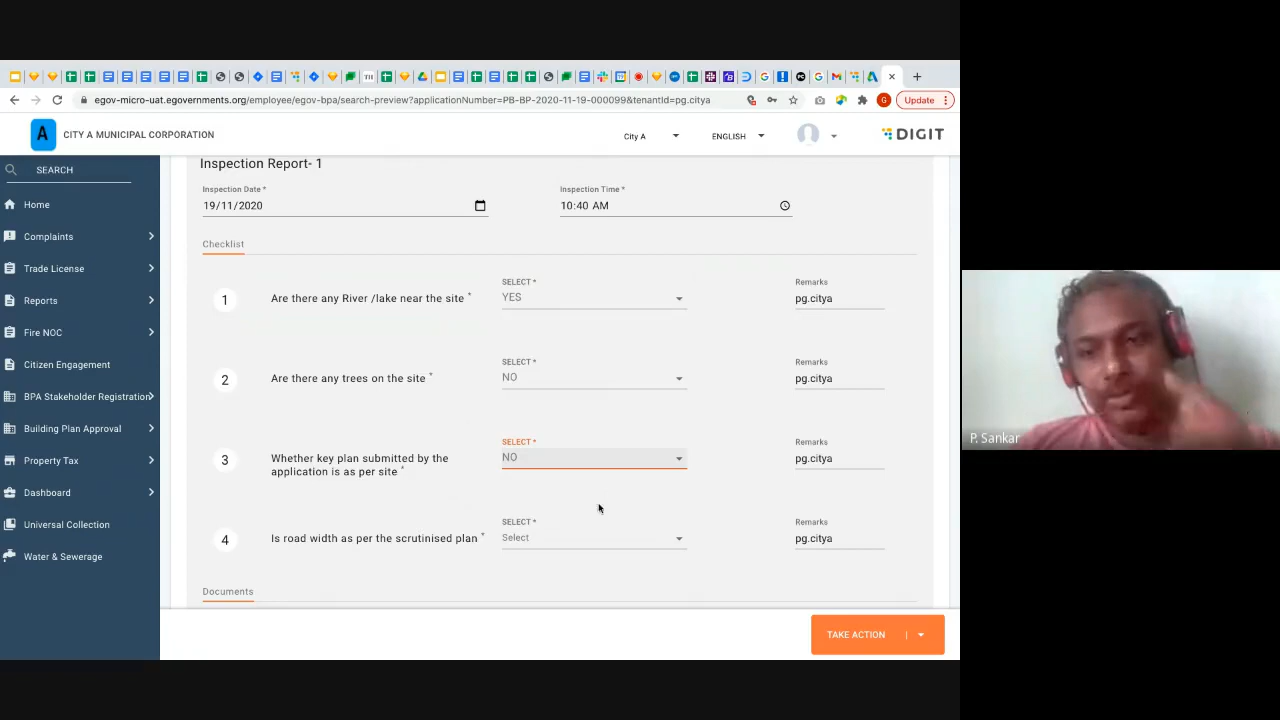 egov-micro-uat.egovernments.org/employee/egov-bpa/search-preview?applicationNumber=PB-BP-2020-11-19-000099&tenantId=pg.citya
G
Update
A
CITY A MUNICIPAL CORPORATION
City A
ENGLISH
DIGIT
SEARCH
Home
Complaints
Trade License
Reports
Fire NOC
Citizen Engagement
BPA Stakeholder Registration
Building Plan Approval
Property Tax
Dashboard
Universal Collection
Water & Sewerage
Inspection Report- 1
Inspection Date *
Inspection Time *
19/11/2020
10:40 AM
Checklist
1
Are there any River /lake near the site *
SELECT *
YES
Remarks
pg.citya
2
Are there any trees on the site *
SELECT *
NO
Remarks
pg.citya
3
Whether key plan submitted by the
application is as per site *
SELECT *
NO
Remarks
pg.citya
4
Is road width as per the scrutinised plan *
SELECT *
Select
Remarks
pg.citya
Documents
TAKE ACTION
P. Sankar